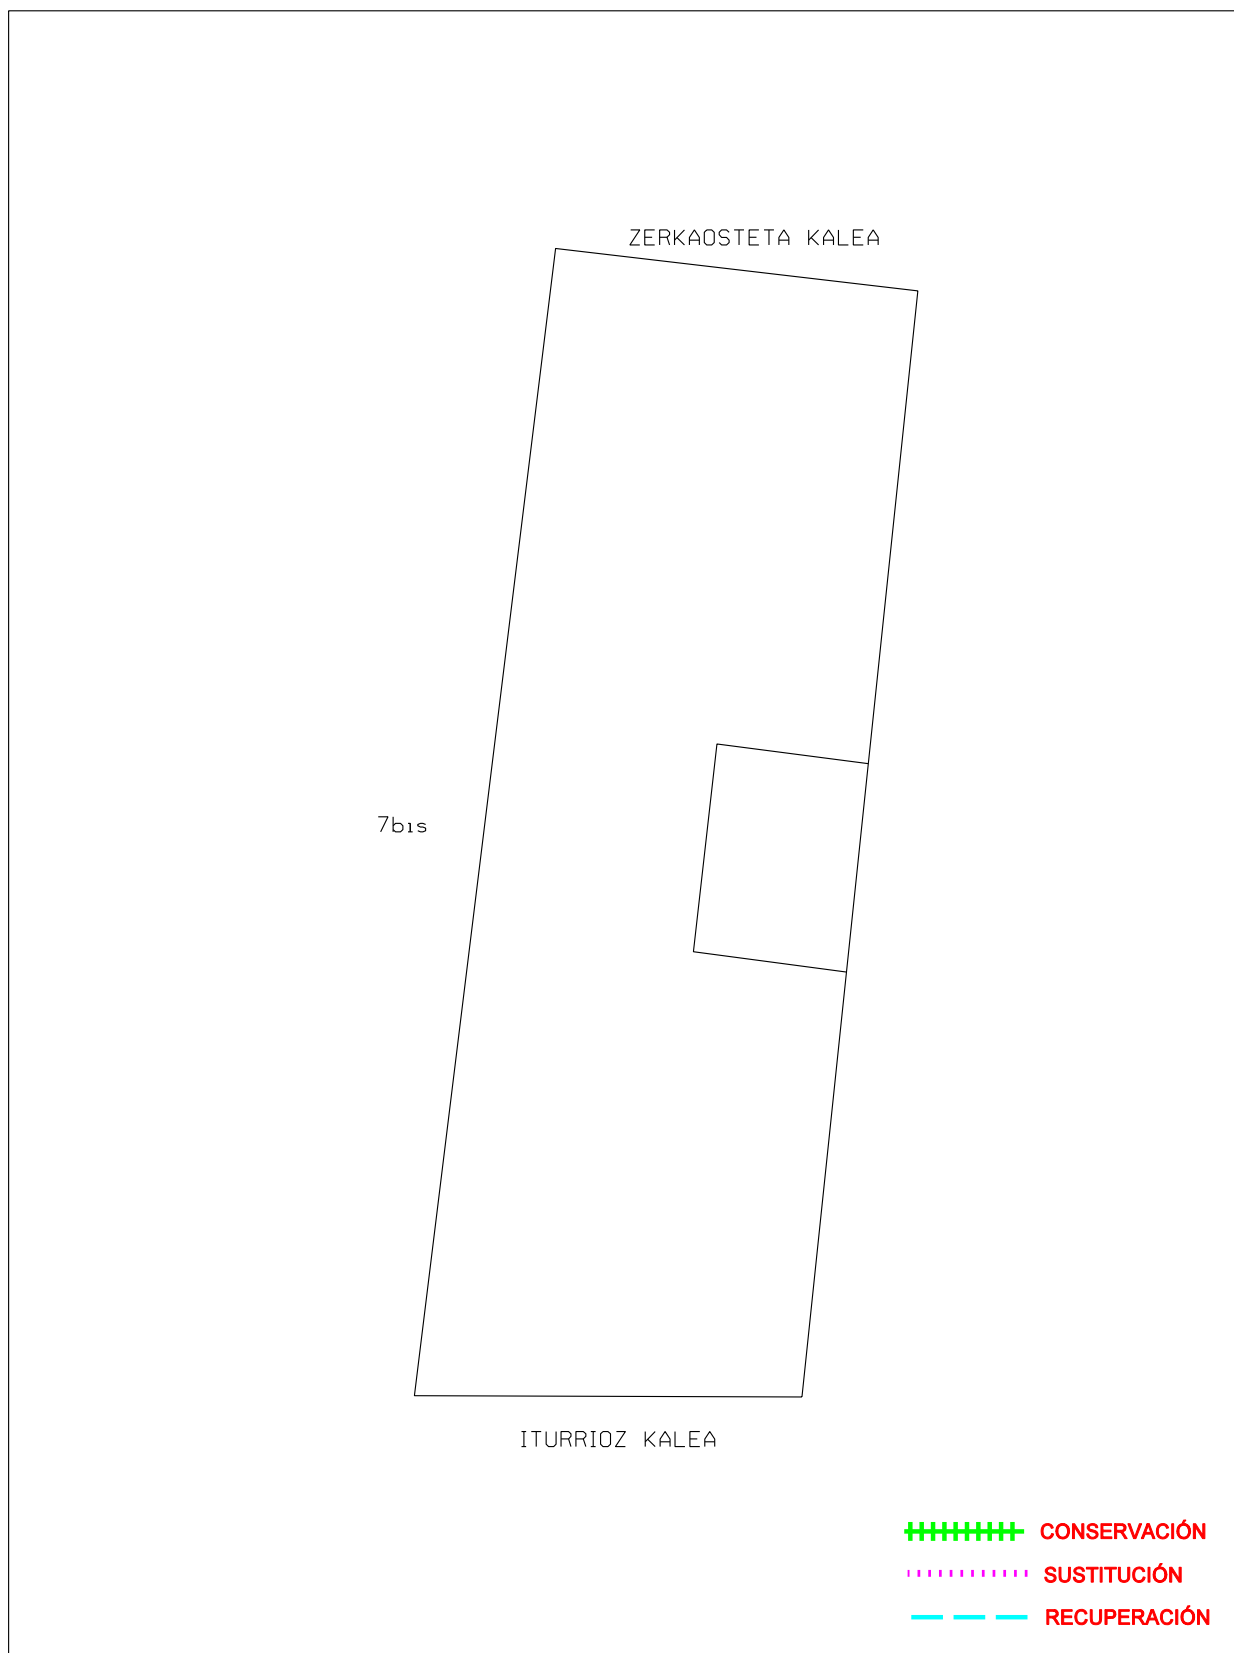 ZERKAOSTETA KALEA
7bis
ITURRIOZ KALEA
CONSERVACIÓN
SUSTITUCIÓN
RECUPERACIÓN